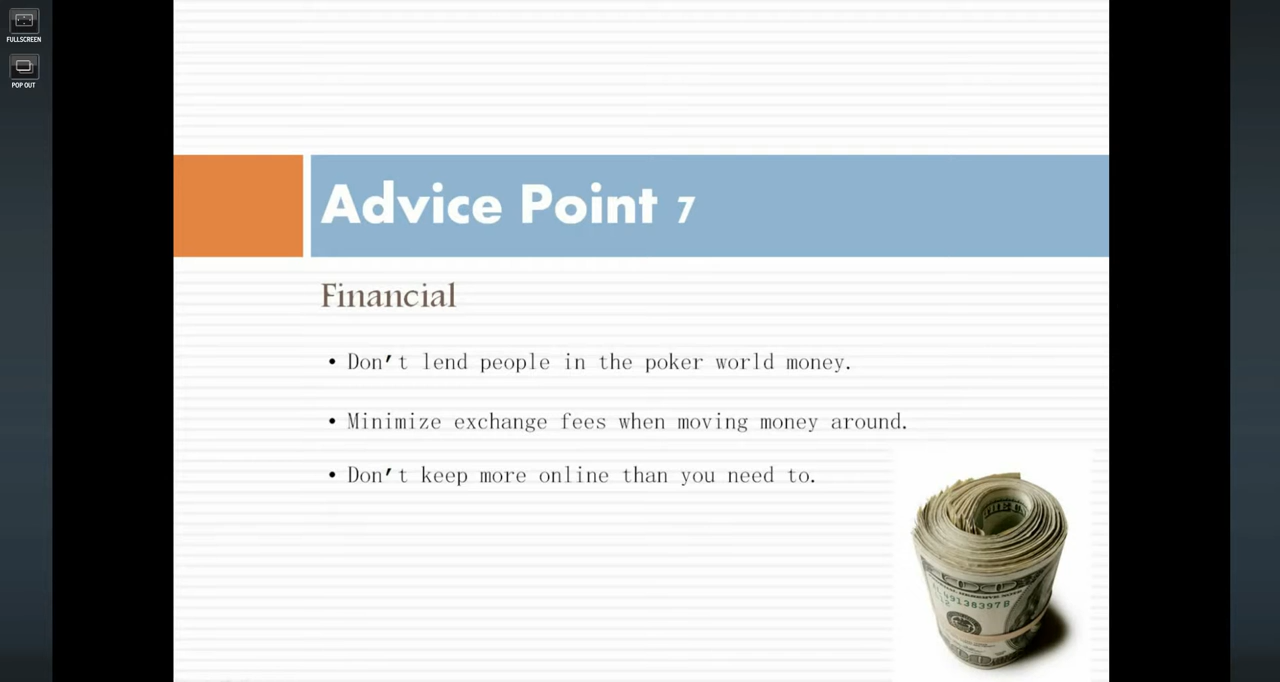 FULLSCREEN
POP OUT
Advice Point 7
Financial
• Don't lend people in the poker world money.
• Minimize exchange fees when moving money around.
• Don't keep more online than you need to.